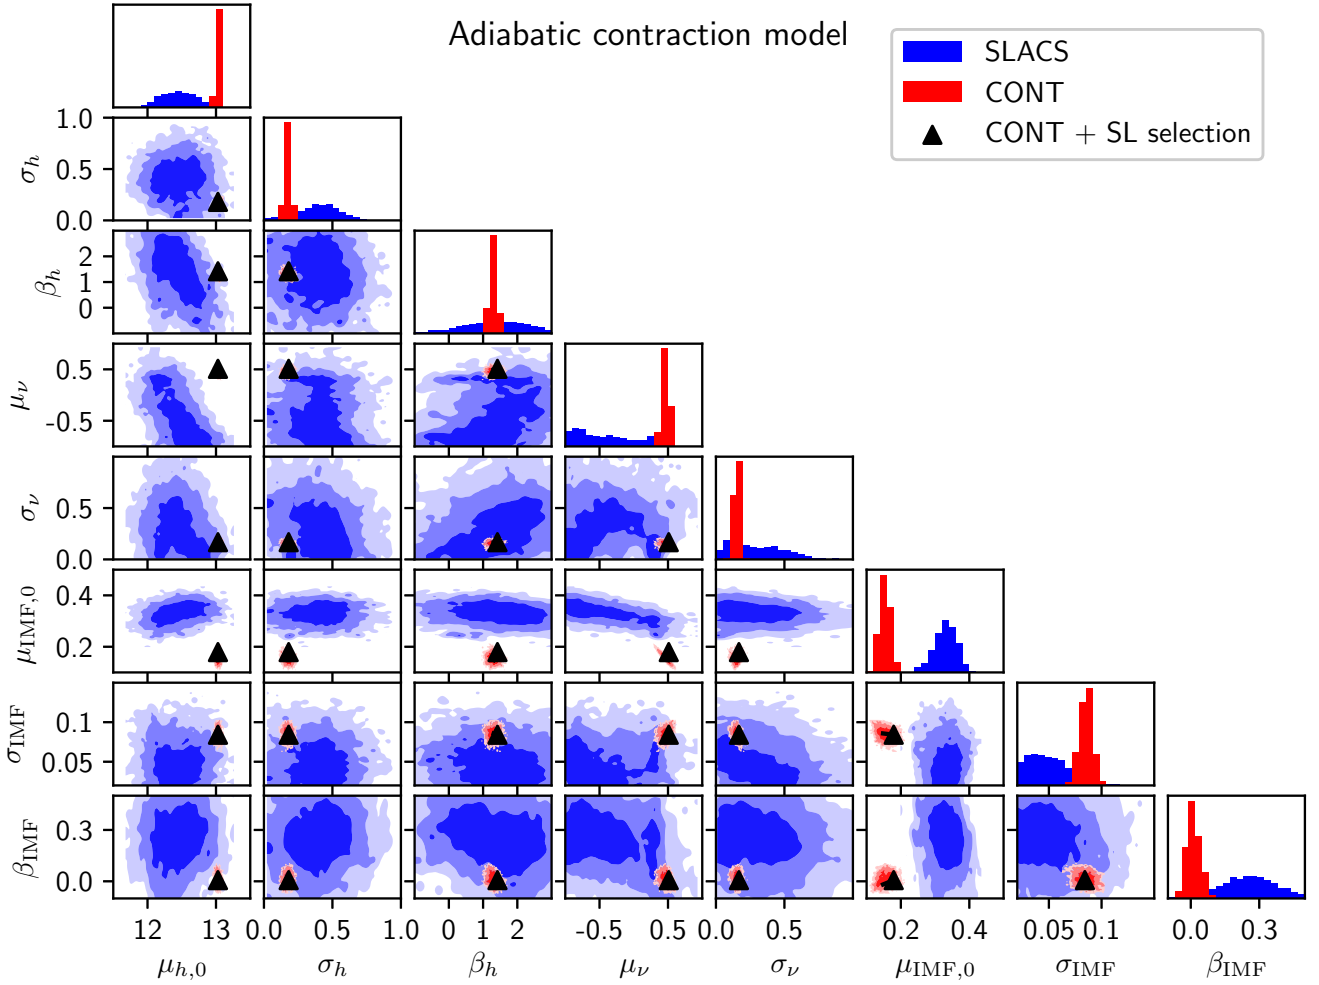 Adiabatic contraction model
SLACS
CONT
CONT + SL selection
1.0
0.5
0.0
σ_h
2
1
0
β_h
0.5
-0.5
μ_ν
0.5
0.0
σ_ν
0.4
0.2
μ_IMF,0
0.1
0.05
σ_IMF
0.3
0.0
β_IMF
12 13 0.0 0.5 1.0 0 1 2 -0.5 0.5 0.0 0.5 0.2 0.4 0.05 0.1 0.0 0.3
μ_h,0 σ_h β_h μ_ν σ_ν μ_IMF,0 σ_IMF β_IMF